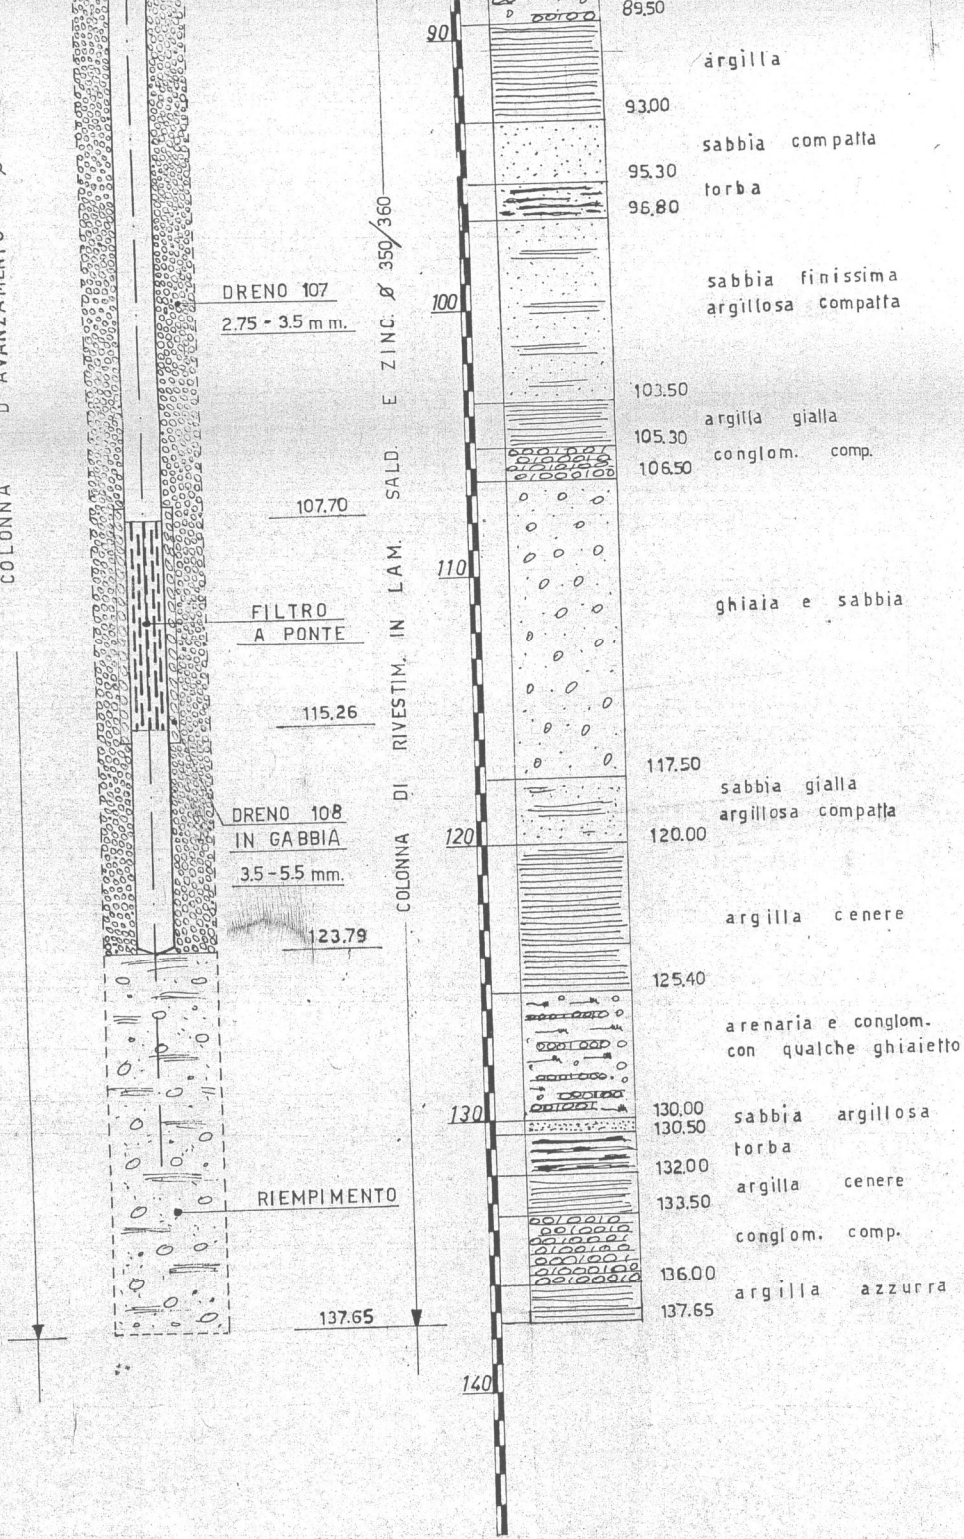 COLONNA D'AVANZAMENTO
DRENO 107
2.75 - 3.5 mm.
107.70
FILTRO
A PONTE
115.26
DRENO 108
IN GABBIA
3.5 - 5.5 mm.
123.79
RIEMPIMENTO
137.65
COLONNA DI RIVESTIM. IN LAM. SALD. E ZINC. Ø 350/360
90
100
110
120
130
140
89.50
argilla
93.00
sabbia compatta
95.30
torba
96.80
sabbia finissima
argillosa compatta
103.50
argilla gialla
105.30
conglom. comp.
106.50
ghiaia e sabbia
117.50
sabbia gialla
argillosa compatta
120.00
argilla cenere
125.40
arenaria e conglom.
con qualche ghiaietto
130.00
sabbia argillosa
130.50
torba
132.00
argilla cenere
133.50
conglom. comp.
136.00
argilla azzurra
137.65